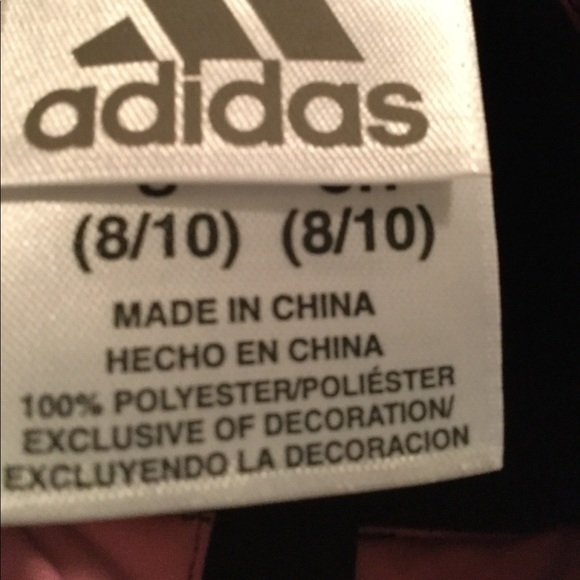 adidas
(8/10) (8/10)
MADE IN CHINA
HECHO EN CHINA
100% POLYESTER/POLIÉSTER
EXCLUSIVE OF DECORATION/
EXCLUYENDO LA DECORACION